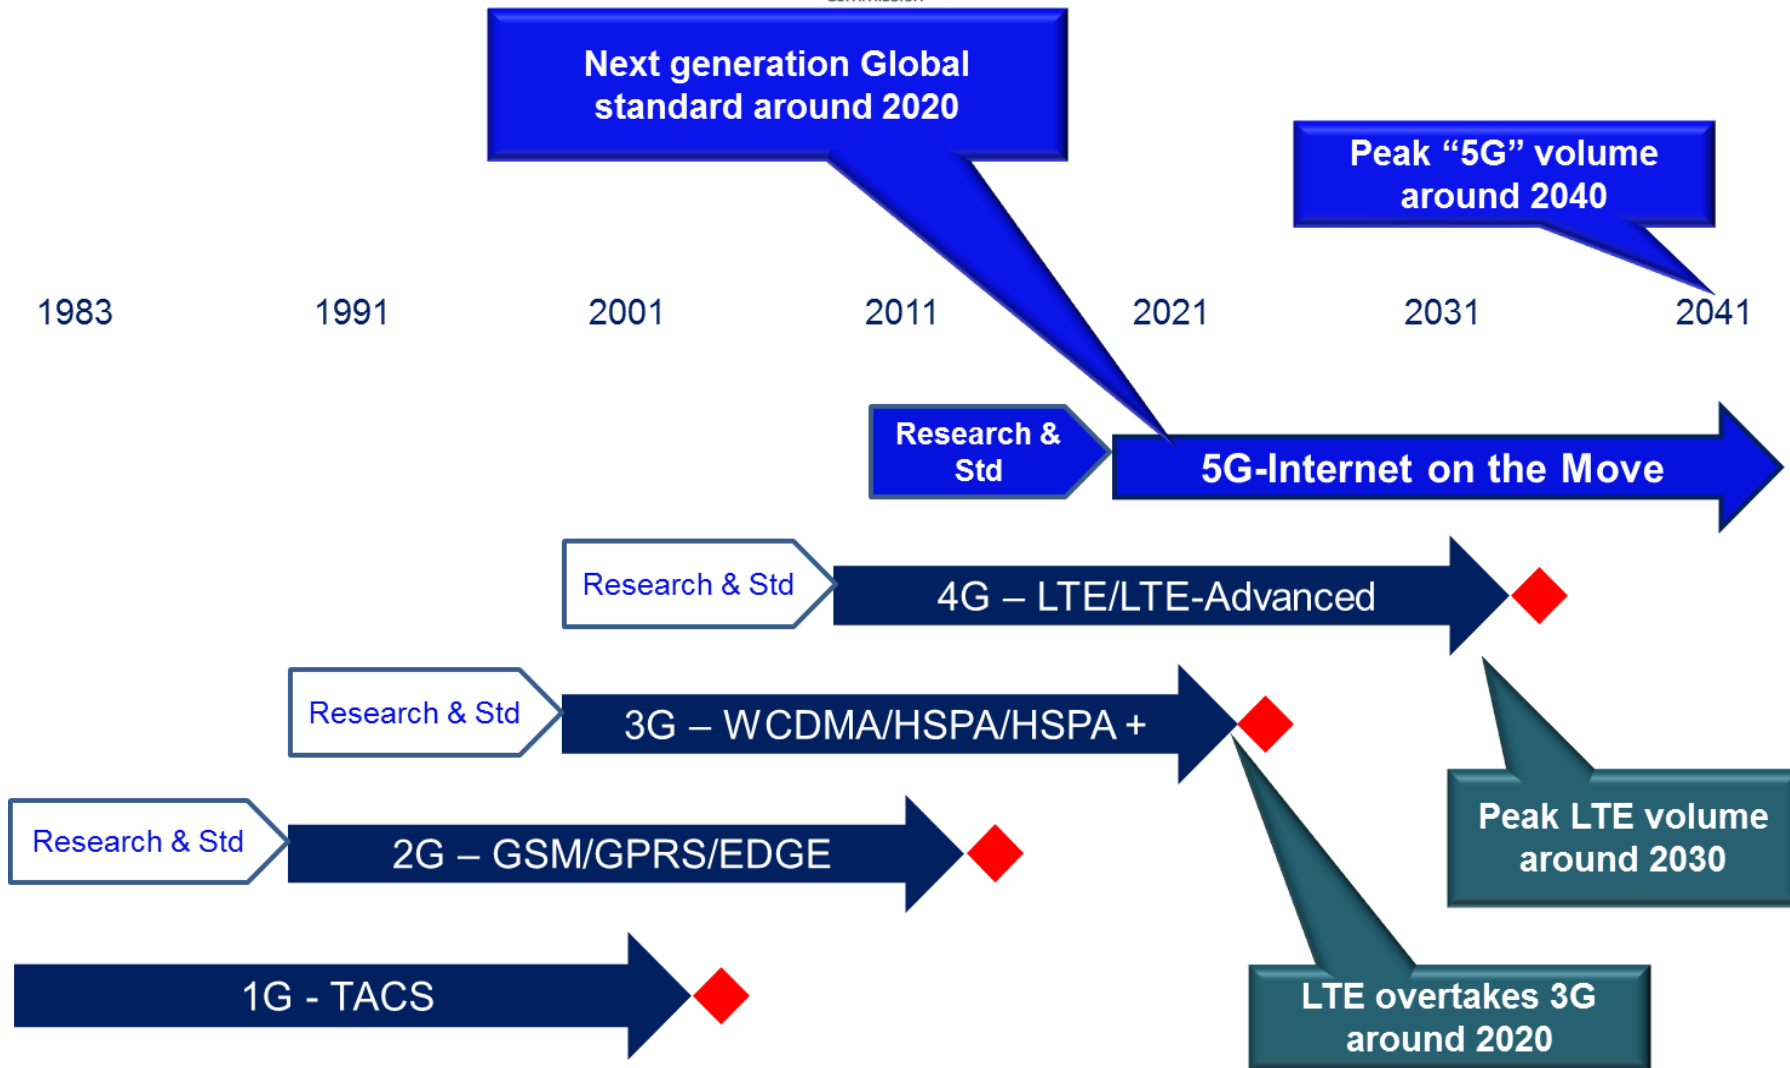 Commission
Next generation Global
standard around 2020
Peak “5G” volume
around 2040
1983
1991
2001
2011
2021
2031
2041
Research &
Std
5G-Internet on the Move
Research & Std
4G – LTE/LTE-Advanced
Research & Std
3G – WCDMA/HSPA/HSPA +
Research & Std
2G – GSM/GPRS/EDGE
Peak LTE volume
around 2030
1G - TACS
LTE overtakes 3G
around 2020